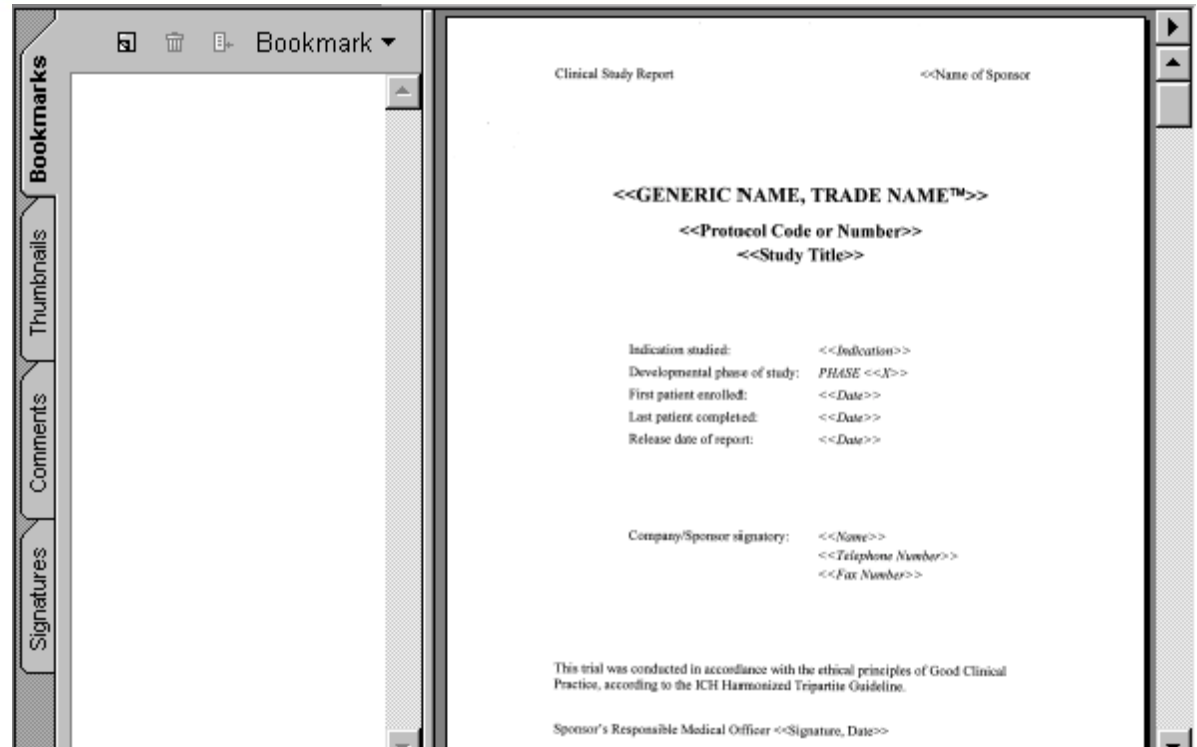 Bookmark
Bookmarks
Thumbnails
Comments
Signatures
Clinical Study Report <<Name of Sponsor
<<GENERIC NAME, TRADE NAME™>>
<<Protocol Code or Number>>
<<Study Title>>
Indication studied: <<Indication>>
Developmental phase of study: PHASE <<X>>
First patient enrolled: <<Date>>
Last patient completed: <<Date>>
Release date of report: <<Date>>
Company/Sponsor signatory: <<Name>>
<<Telephone Number>>
<<Fax Number>>
This trial was conducted in accordance with the ethical principles of Good Clinical
Practice, according to the ICH Harmonized Tripartite Guideline.
Sponsor's Responsible Medical Officer <<Signature, Date>>